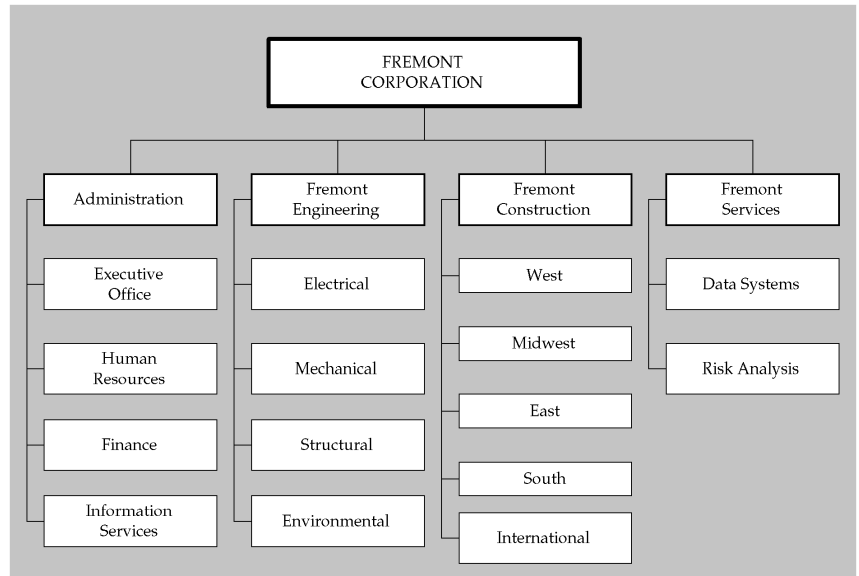 FREMONT
CORPORATION
Administration
Fremont
Engineering
Fremont
Construction
Fremont
Services
Executive
Office
Electrical
West
Data Systems
Human
Resources
Mechanical
Midwest
Risk Analysis
Finance
Structural
East
Information
Services
Environmental
South
International